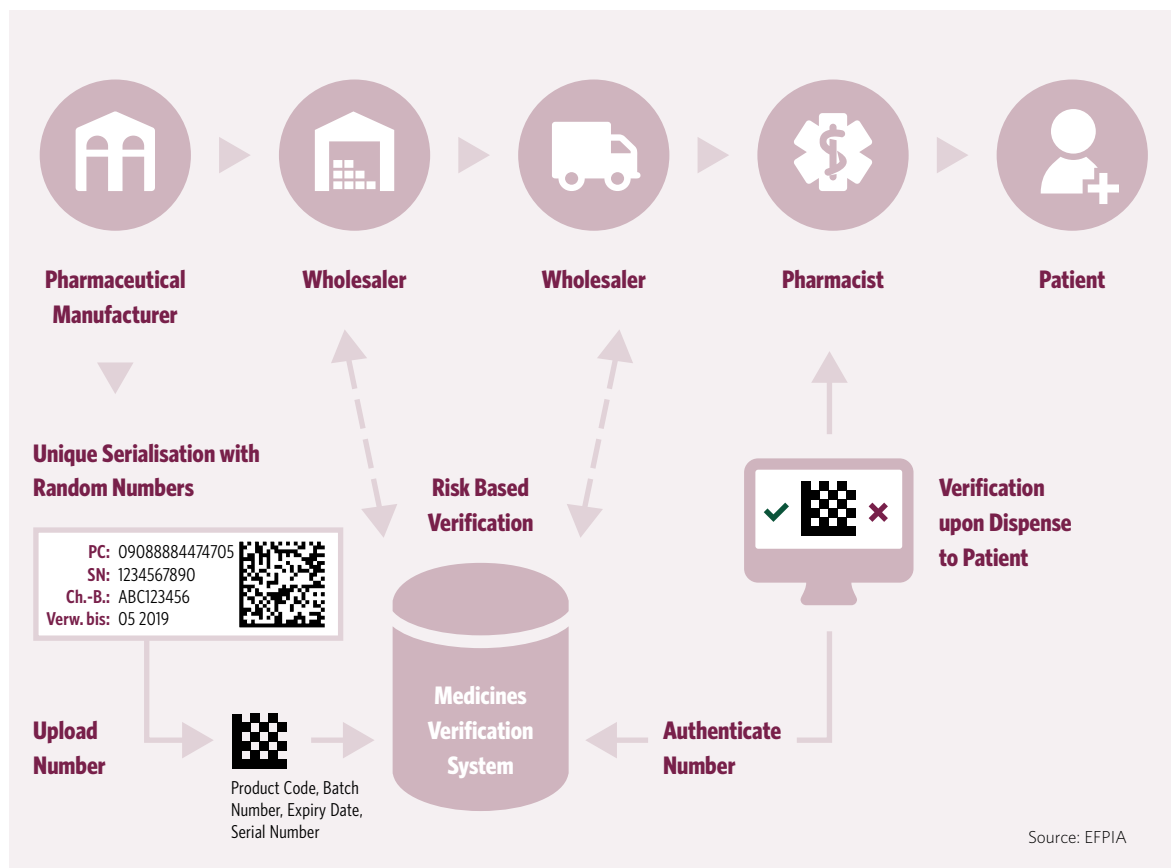 Pharmaceutical
Manufacturer
Wholesaler
Wholesaler
Pharmacist
Patient
Unique Serialisation with
Random Numbers
PC: 09088884474705
SN: 1234567890
Ch.-B.: ABC123456
Verw. bis: 05 2019
Risk Based
Verification
Verification
upon Dispense
to Patient
Upload
Number
Product Code, Batch
Number, Expiry Date,
Serial Number
Medicines
Verification
System
Authenticate
Number
Source: EFPIA